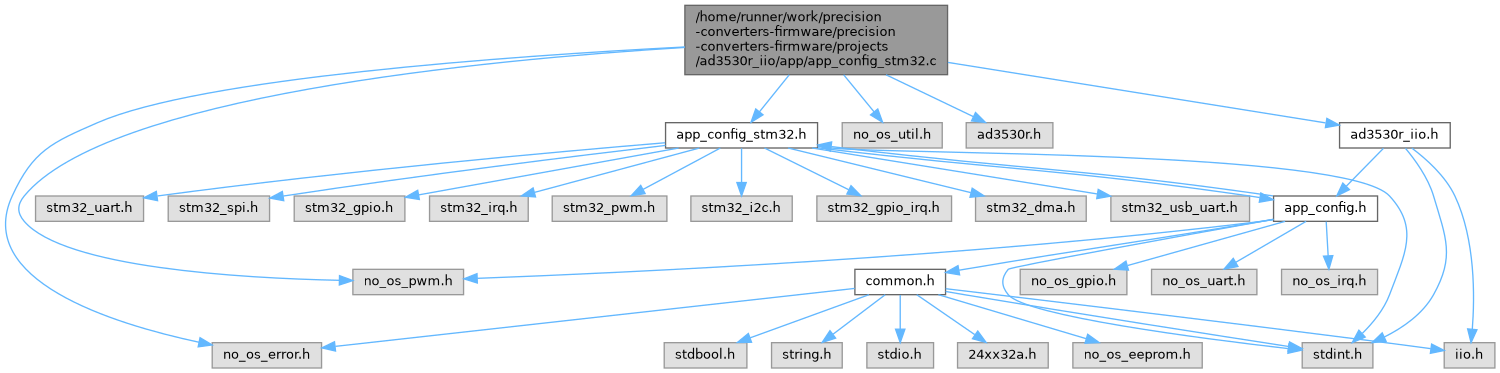 /home/runner/work/precision
-converters-firmware/precision
-converters-firmware/projects
/ad3530r_iio/app/app_config_stm32.c
app_config_stm32.h
no_os_util.h
ad3530r.h
ad3530r_iio.h
stm32_uart.h
stm32_spi.h
stm32_gpio.h
stm32_irq.h
stm32_pwm.h
stm32_i2c.h
stm32_gpio_irq.h
stm32_dma.h
stm32_usb_uart.h
app_config.h
no_os_pwm.h
common.h
no_os_gpio.h
no_os_uart.h
no_os_irq.h
no_os_error.h
stdbool.h
string.h
stdio.h
24xx32a.h
no_os_eeprom.h
stdint.h
iio.h